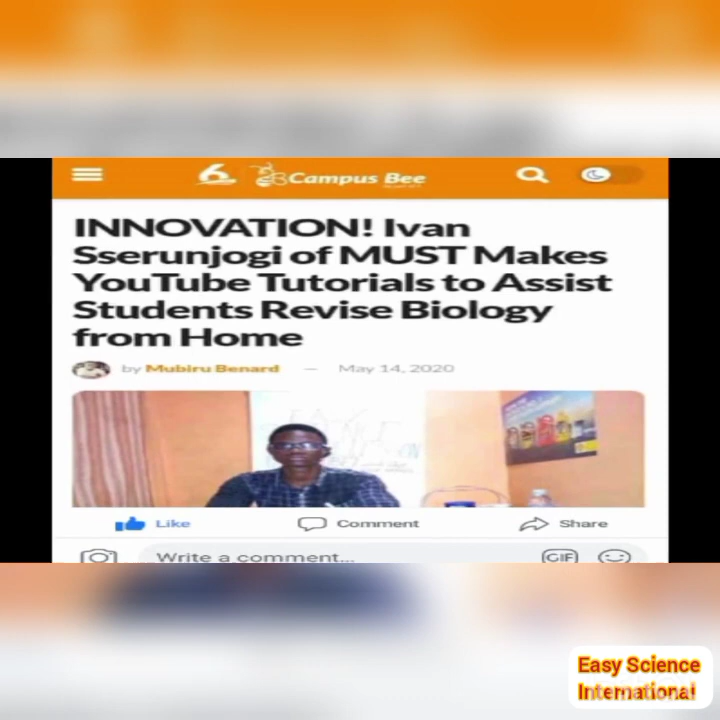 Campus Bee
INNOVATION! Ivan
Sserunjogi of MUST Makes
YouTube Tutorials to Assist
Students Revise Biology
from Home
by Mubiru Benard — May 14, 2020
Like Comment Share
Write a comment... GIF
Easy Science
International